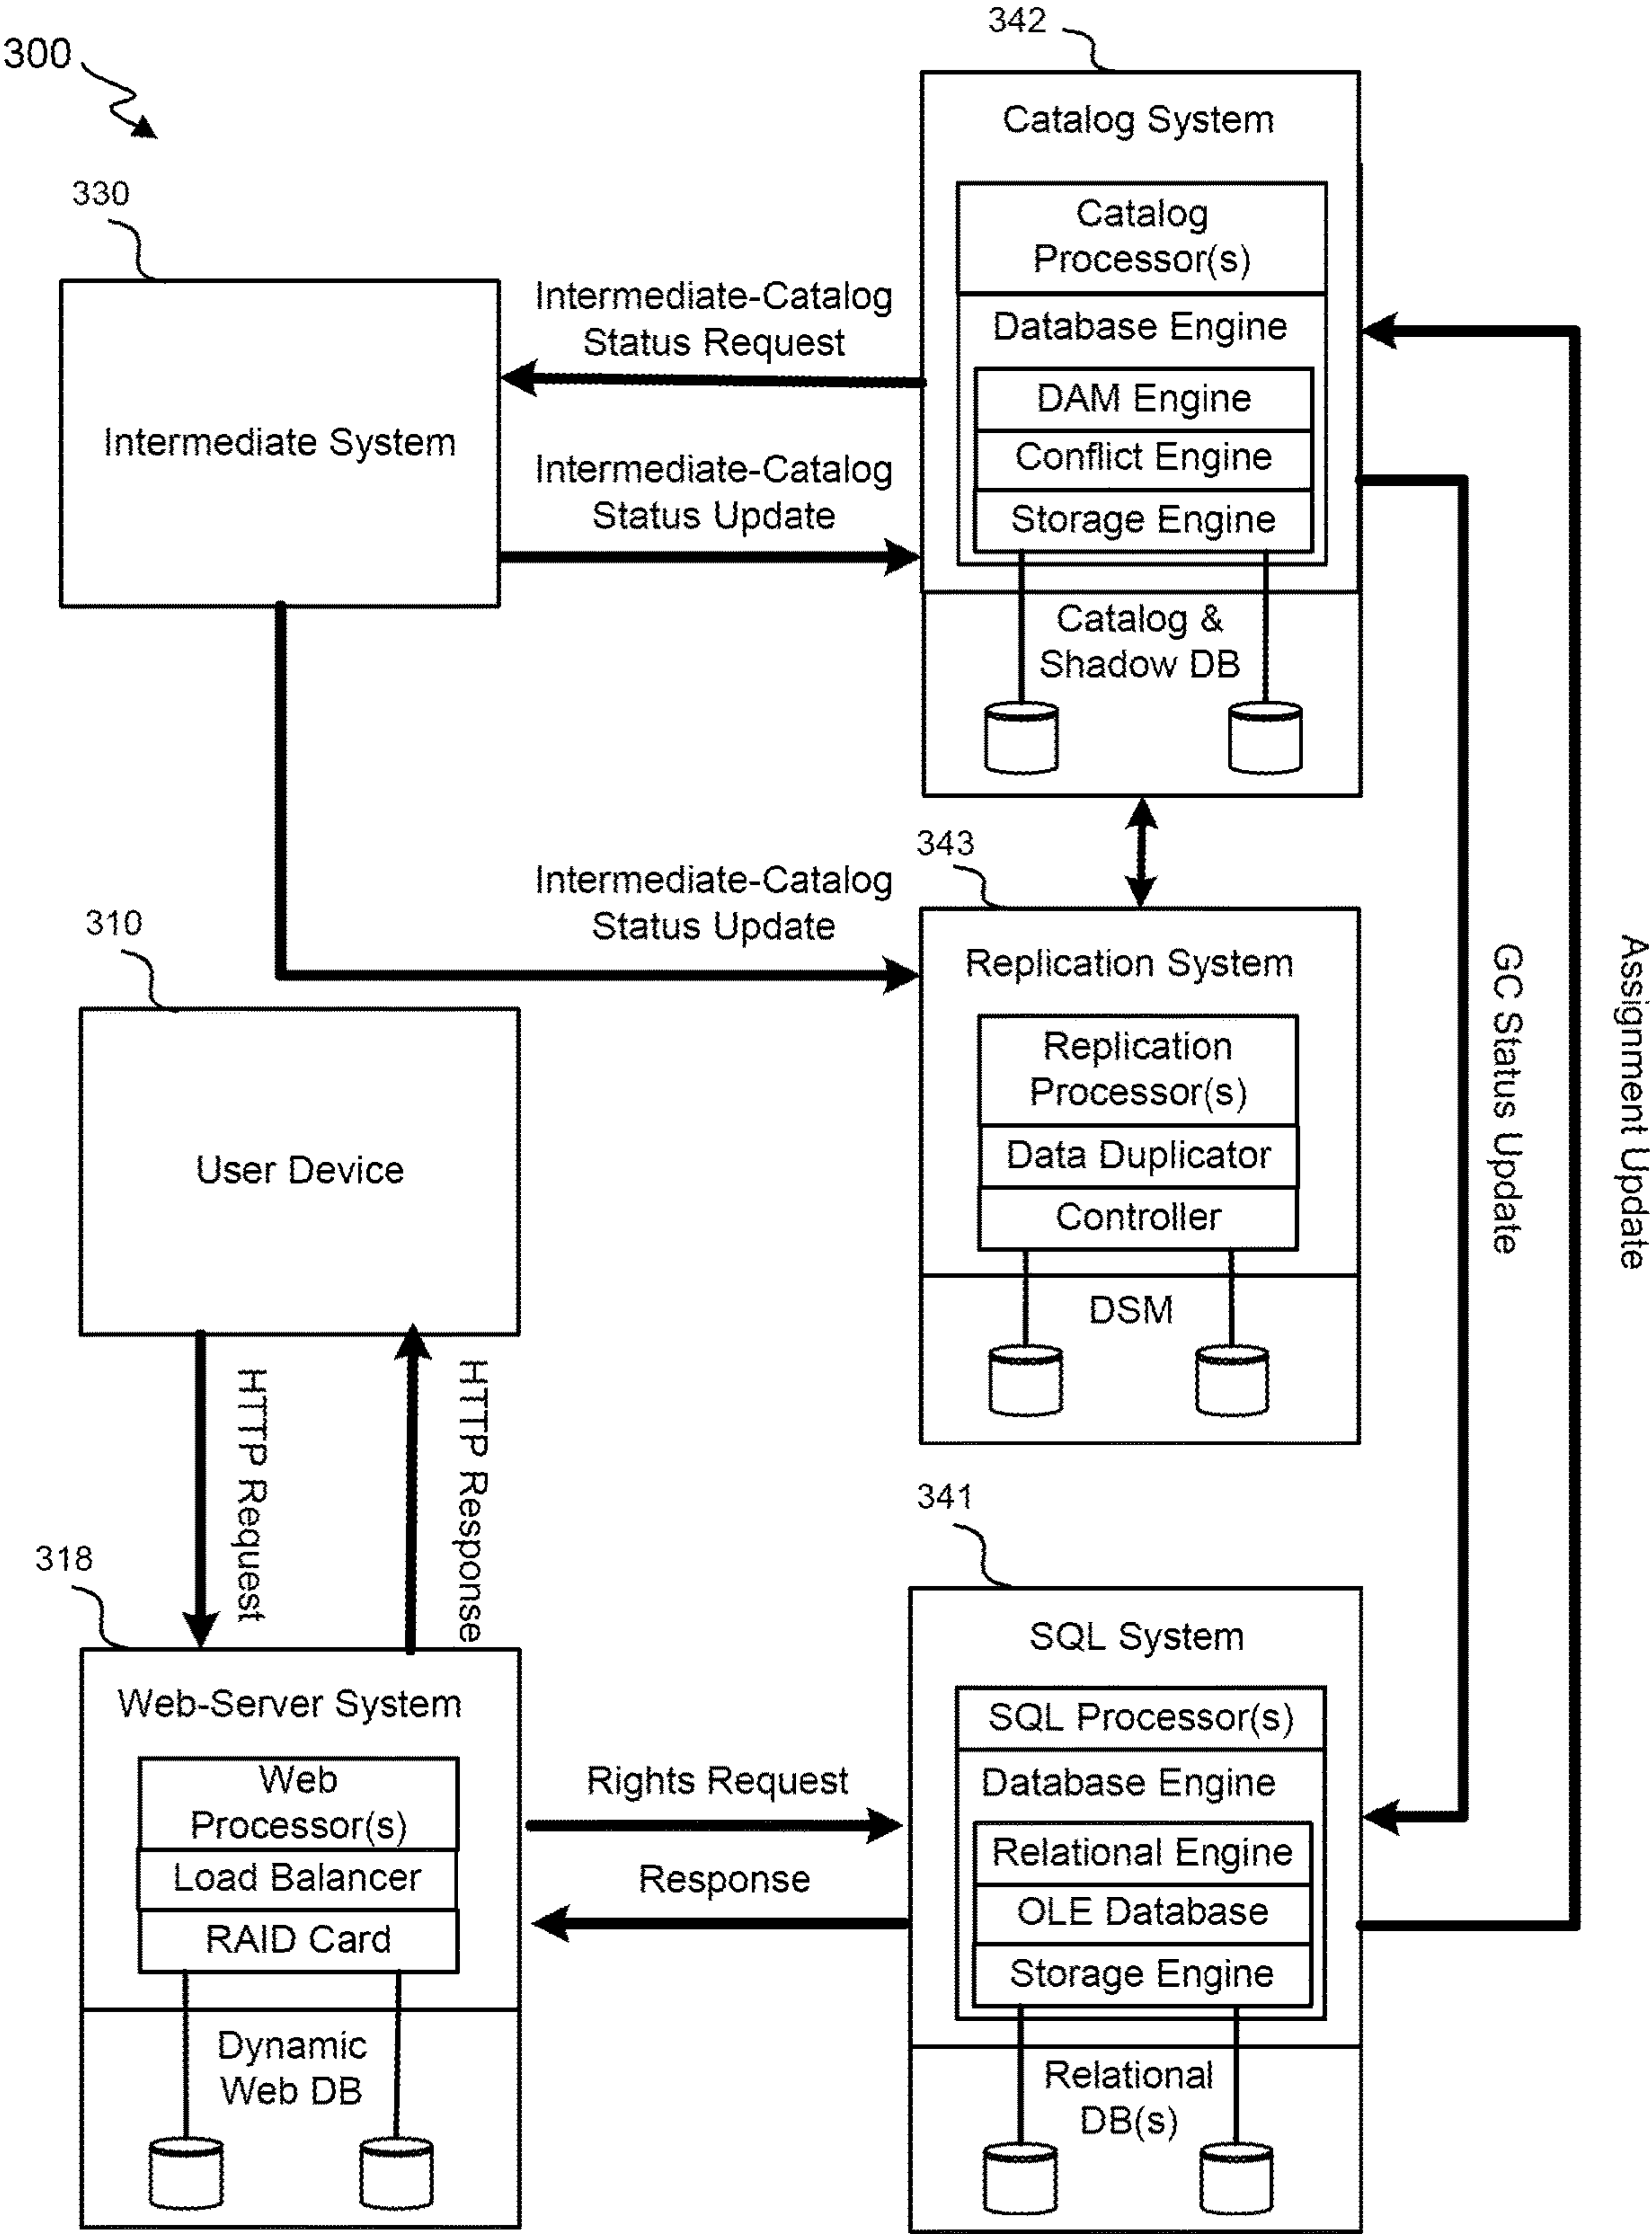 300
342
Catalog System
Catalog
Processor(s)
Database Engine
DAM Engine
Conflict Engine
Storage Engine
Catalog &
Shadow DB
330
Intermediate System
Intermediate-Catalog
Status Request
Intermediate-Catalog
Status Update
Intermediate-Catalog
Status Update
343
Replication System
Replication
Processor(s)
Data Duplicator
Controller
DSM
GC Status Update
Assignment Update
310
User Device
HTTP Request
HTTP Response
318
Web-Server System
Web
Processor(s)
Load Balancer
RAID Card
Dynamic
Web DB
Rights Request
Response
341
SQL System
SQL Processor(s)
Database Engine
Relational Engine
OLE Database
Storage Engine
Relational
DB(s)